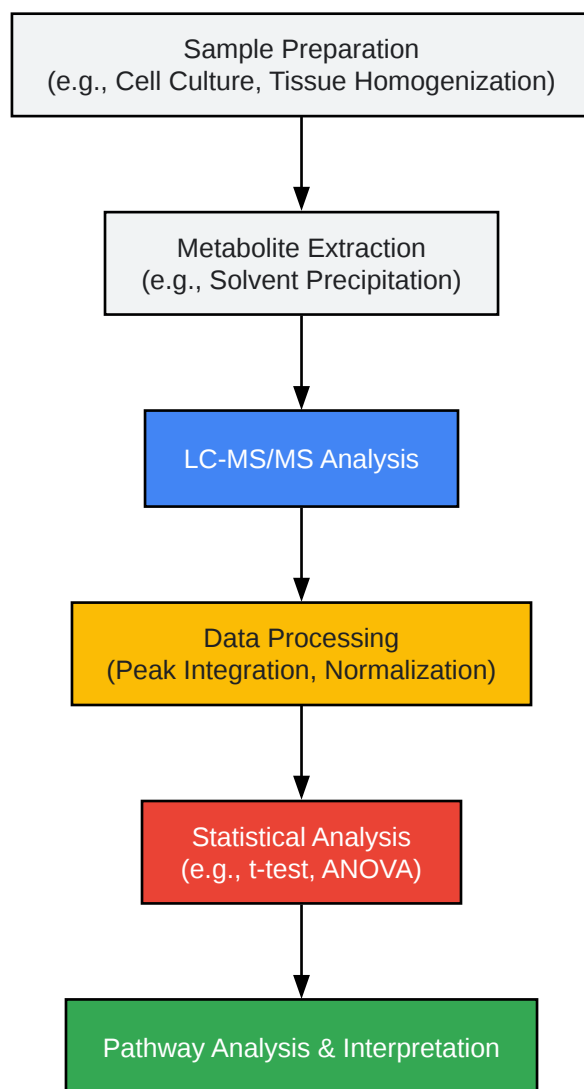 Sample Preparation
(e.g., Cell Culture, Tissue Homogenization)
Metabolite Extraction
(e.g., Solvent Precipitation)
LC-MS/MS Analysis
Data Processing
(Peak Integration, Normalization)
Statistical Analysis
(e.g., t-test, ANOVA)
Pathway Analysis & Interpretation